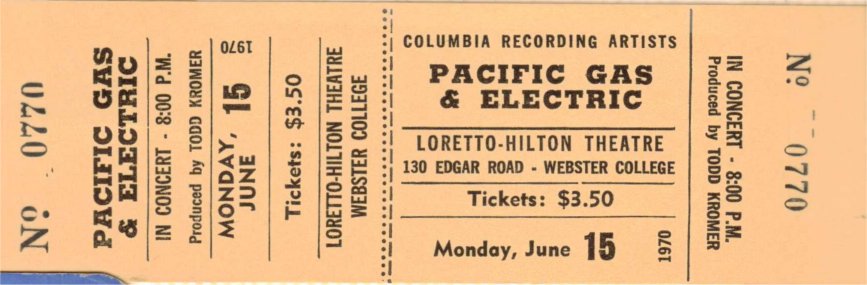 Nº 0770
PACIFIC GAS
& ELECTRIC
IN CONCERT - 8:00 P.M.
Produced by TODD KROMER
MONDAY,
JUNE 15
1970
Tickets: $3.50
LORETTO-HILTON THEATRE
WEBSTER COLLEGE
COLUMBIA RECORDING ARTISTS
PACIFIC GAS
& ELECTRIC
LORETTO-HILTON THEATRE
130 EDGAR ROAD - WEBSTER COLLEGE
Tickets: $3.50
Monday, June 15 1970
IN CONCERT - 8:00 P.M.
Produced by TODD KROMER
Nº 0770